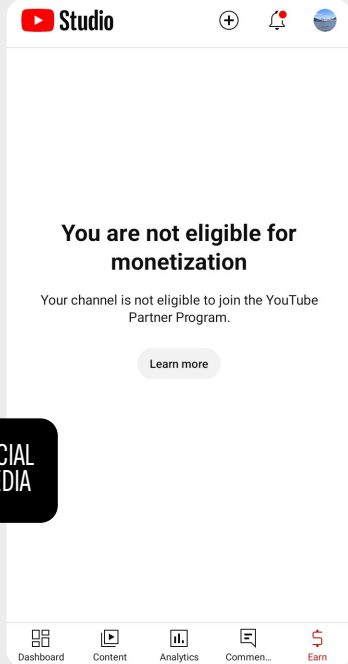 Studio
You are not eligible for
monetization
Your channel is not eligible to join the YouTube
Partner Program.
Learn more
CIAL
EDIA
Dashboard
Content
Analytics
Commen...
Earn